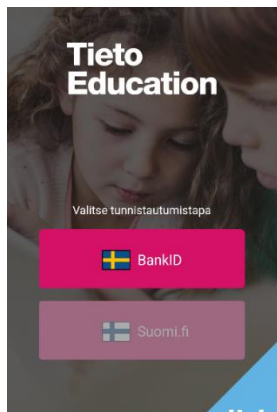 Tieto
Education
Valitse tunnistautumistapa
BankID
Suomi.fi